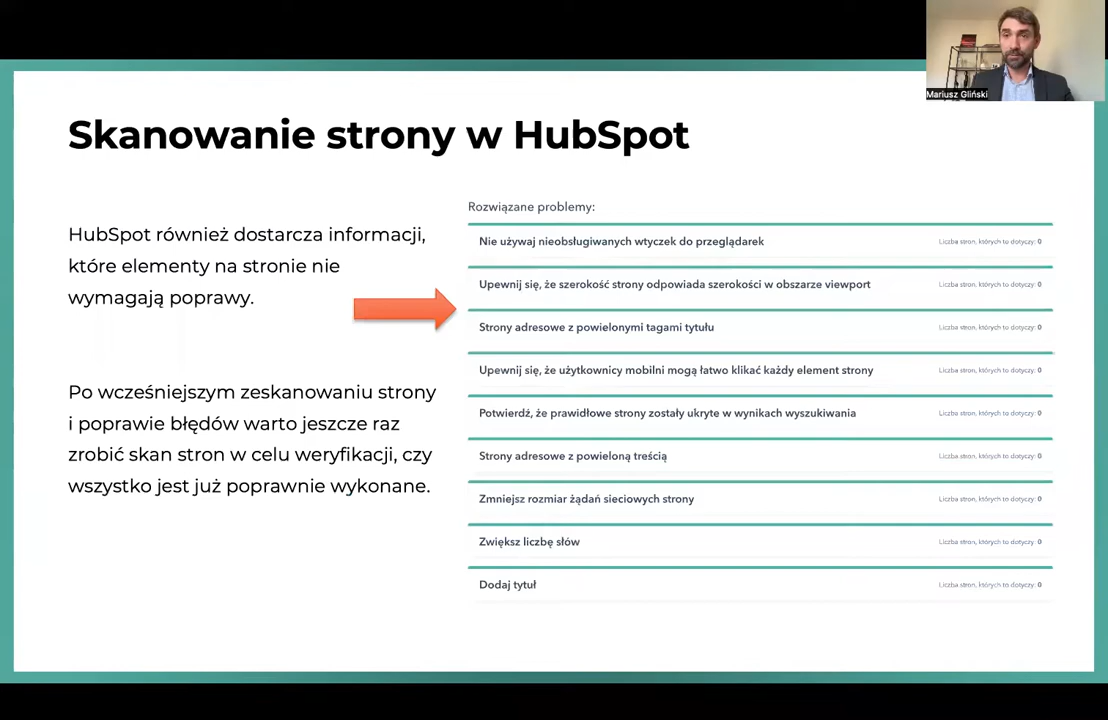 Mariusz Gliński
Skanowanie strony w HubSpot
HubSpot również dostarcza informacji,
które elementy na stronie nie
wymagają poprawy.
Po wcześniejszym zeskanowaniu strony
i poprawie błędów warto jeszcze raz
zrobić skan stron w celu weryfikacji, czy
wszystko jest już poprawnie wykonane.
Rozwiązane problemy:
Nie używaj nieobsługiwanych wtyczek do przeglądarek Liczba stron, których to dotyczy: 0
Upewnij się, że szerokość strony odpowiada szerokości w obszarze viewport Liczba stron, których to dotyczy: 0
Strony adresowe z powielonymi tagami tytułu Liczba stron, których to dotyczy: 0
Upewnij się, że użytkownicy mobilni mogą łatwo klikać każdy element strony Liczba stron, których to dotyczy: 0
Potwierdź, że prawidłowe strony zostały ukryte w wynikach wyszukiwania Liczba stron, których to dotyczy: 0
Strony adresowe z powieloną treścią Liczba stron, których to dotyczy: 0
Zmniejsz rozmiar żądań sieciowych strony Liczba stron, których to dotyczy: 0
Zwiększ liczbę słów Liczba stron, których to dotyczy: 0
Dodaj tytuł Liczba stron, których to dotyczy: 0